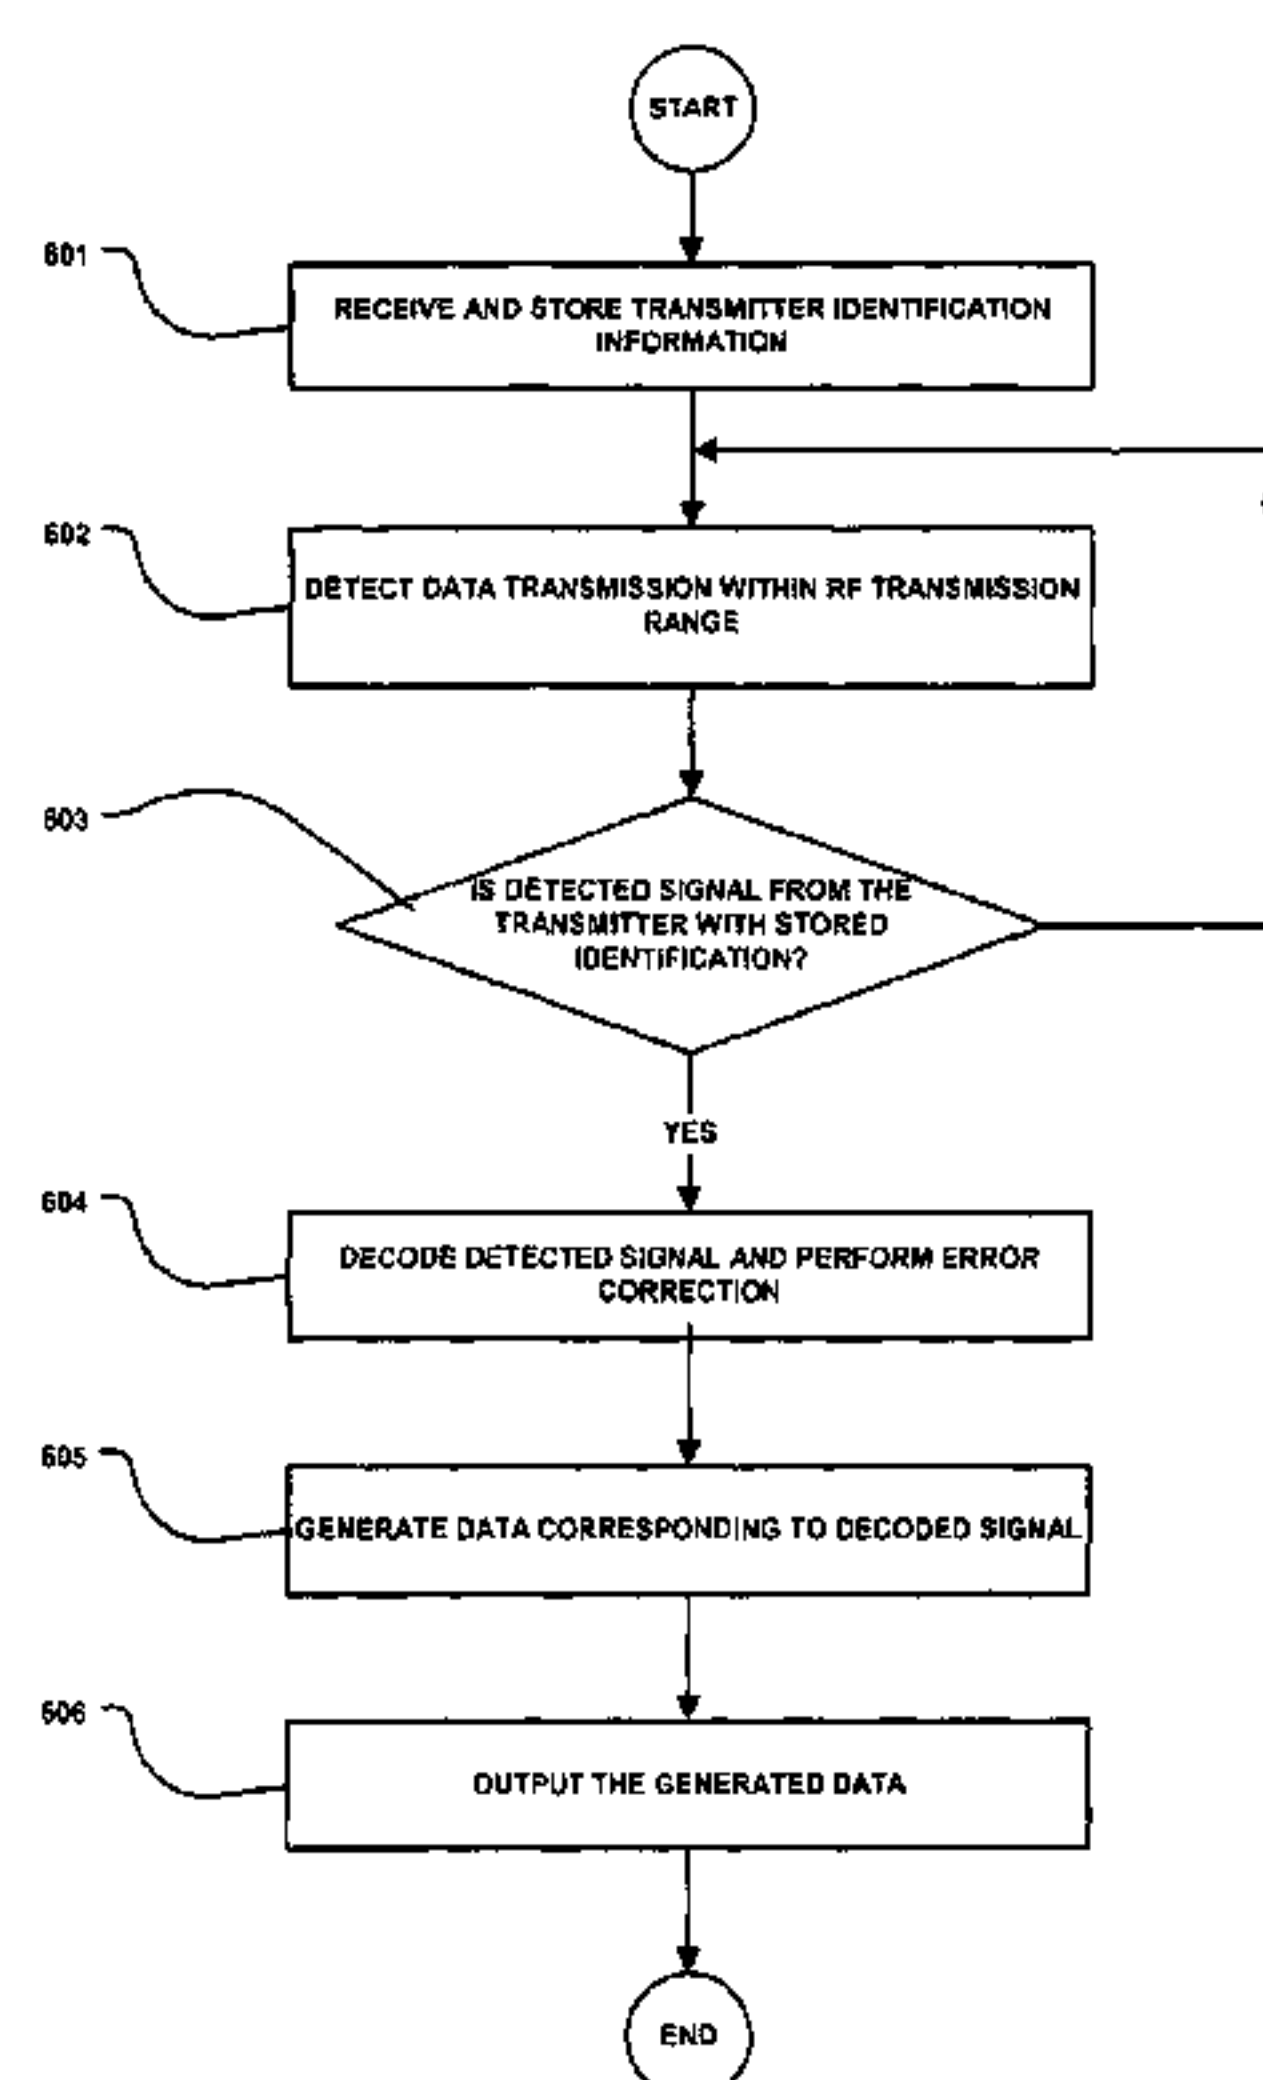 START
601
RECEIVE AND STORE TRANSMITTER IDENTIFICATION
INFORMATION
602
DETECT DATA TRANSMISSION WITHIN RF TRANSMISSION
RANGE
603
IS DETECTED SIGNAL FROM THE
TRANSMITTER WITH STORED
IDENTIFICATION?
YES
604
DECODE DETECTED SIGNAL AND PERFORM ERROR
CORRECTION
605
GENERATE DATA CORRESPONDING TO DECODED SIGNAL
606
OUTPUT THE GENERATED DATA
END